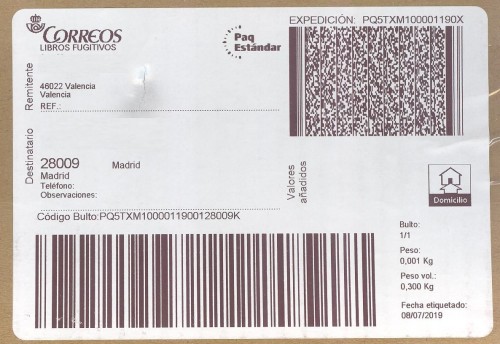 CORREOS
LIBROS FUGITIVOS
Paq
Estándar
EXPEDICIÓN: PQ5TXM100001190X
Remitente
46022 Valencia
Valencia
REF.:
Destinatario
28009 Madrid
Madrid
Teléfono:
Observaciones:
Valores
añadidos
Domicilio
Código Bulto:PQ5TXM1000011900128009K
Bulto:
1/1
Peso:
0,001 Kg
Peso vol.:
0,300 Kg
Fecha etiquetado:
08/07/2019